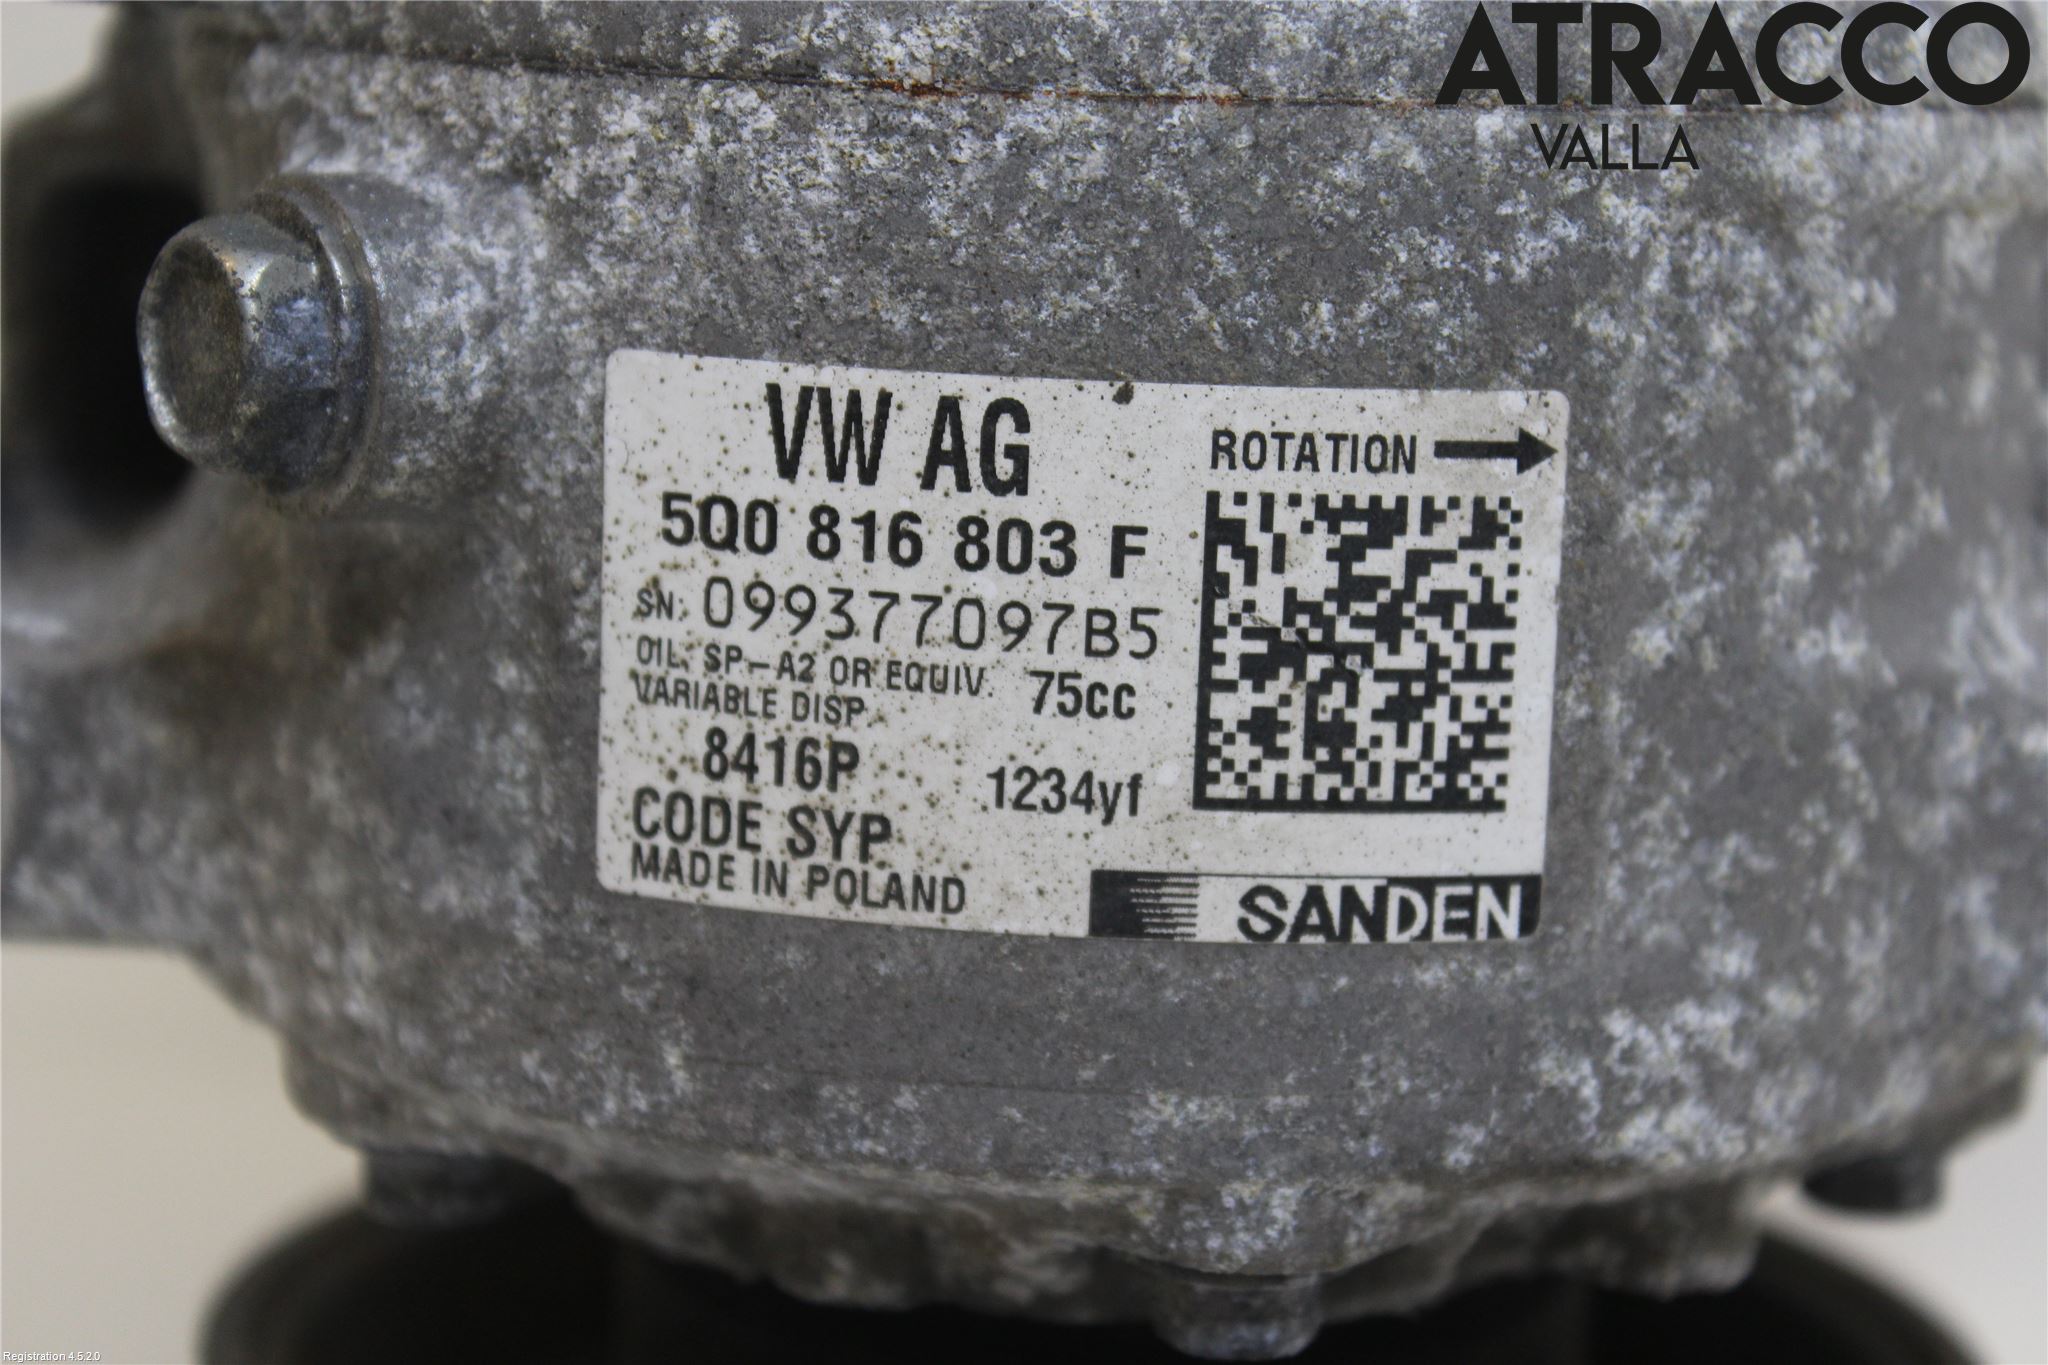 ATRACCO
VALLA
VW AG
5Q0 816 803 F
SN: 099377097B5
OIL: SP-A2 OR EQUIV. 75cc
VARIABLE DISP.
8416P
1234yf
CODE SYP
MADE IN POLAND
ROTATION
SANDEN
Registration 4.5.2.0